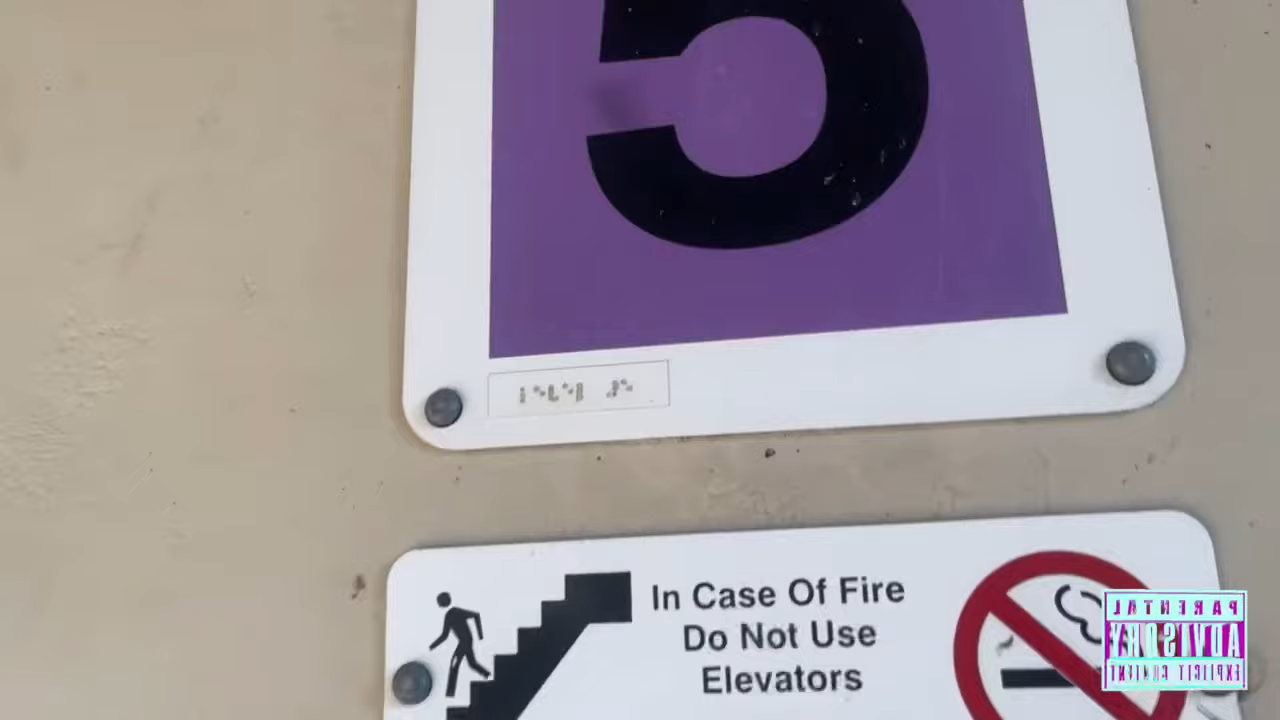 5
In Case Of Fire
Do Not Use
Elevators
PARENTAL
ADVISORY
EXPLICIT CONTENT